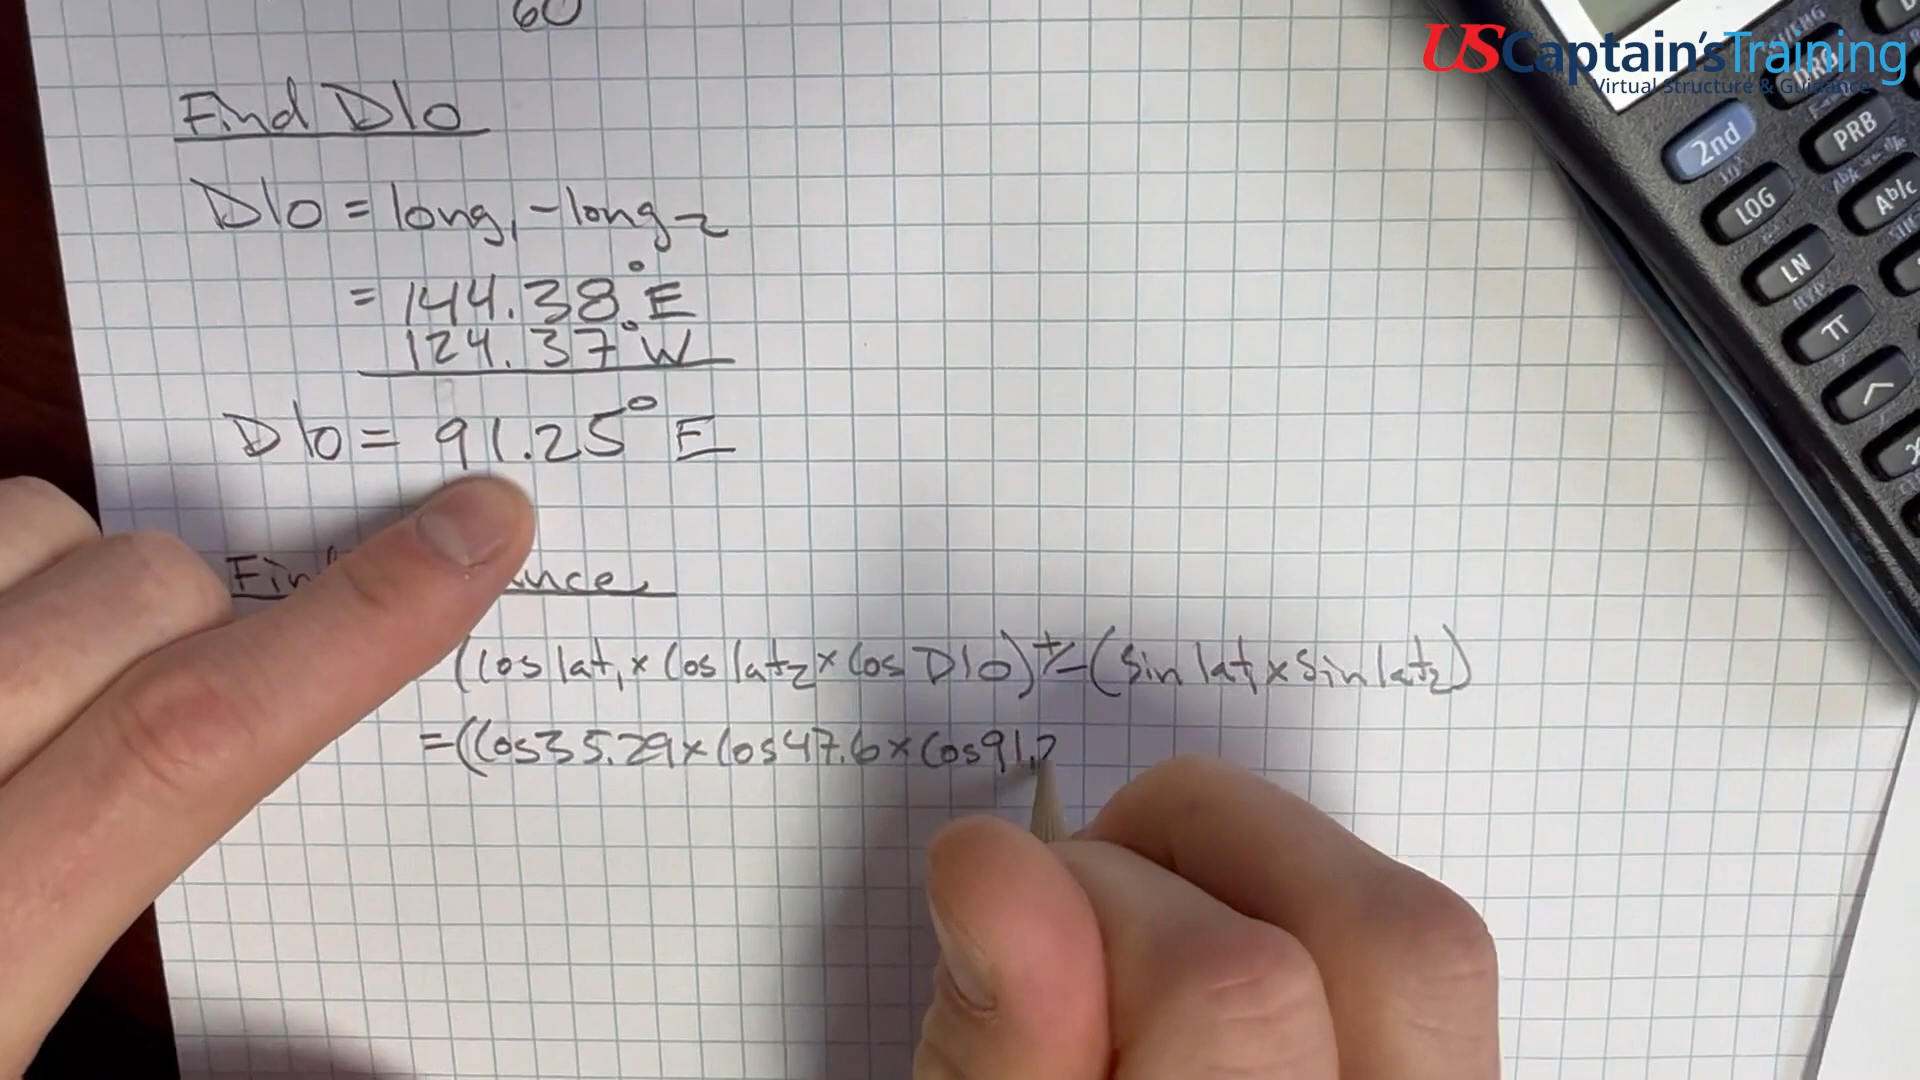 60
USCaptain'sTraining
Virtual Structure & Guidance
Find Dlo
2nd
PRB
LOG
Ab/c
LN
π
^
Dlo = long1 - long2
= 144.38° E
124.37° W
Dlo = 91.25° E
(Cos lat1 x Cos lat2 x Cos Dlo) +/- (Sin lat1 x Sin lat2)
= (Cos 35.29 x Cos 47.6 x Cos 91.2